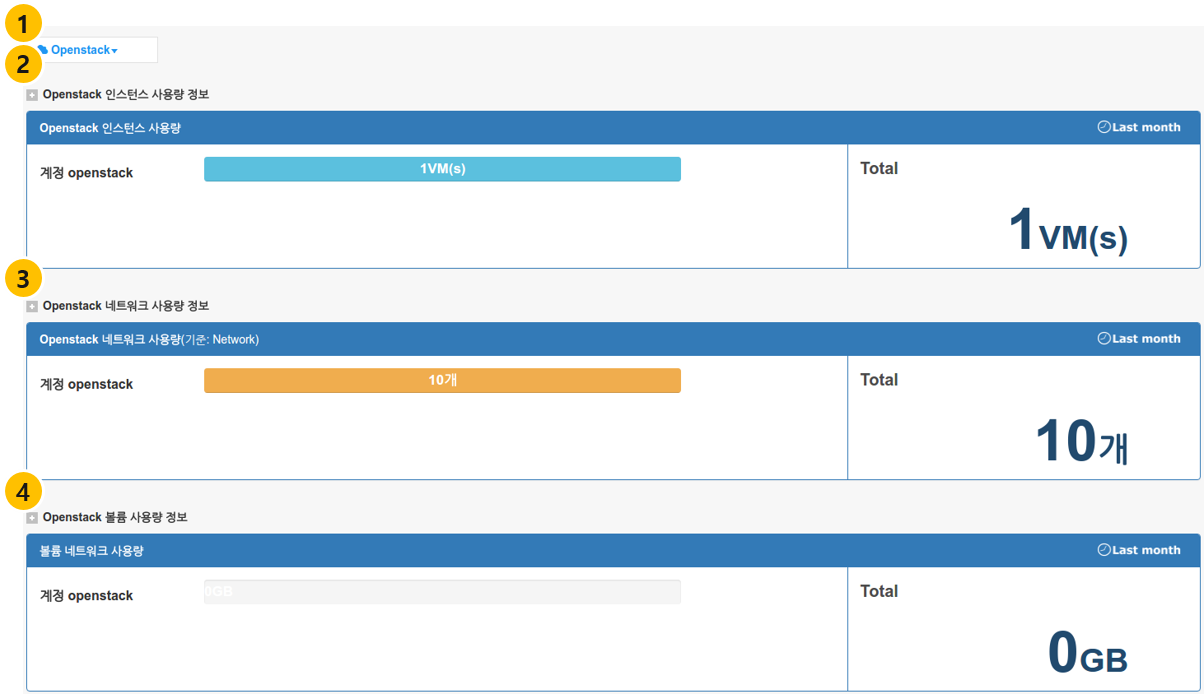 1
Openstack
2
Openstack 인스턴스 사용량 정보
Openstack 인스턴스 사용량
Last month
계정 openstack
1VM(s)
Total
1VM(s)
3
Openstack 네트워크 사용량 정보
Openstack 네트워크 사용량(기준: Network)
Last month
계정 openstack
10개
Total
10개
4
Openstack 볼륨 사용량 정보
볼륨 네트워크 사용량
Last month
계정 openstack
0GB
Total
0GB